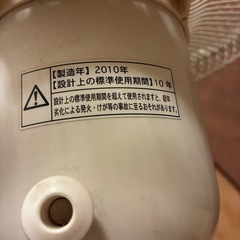 【製造年】2010年
【設計上の標準使用期間】10年
設計上の標準使用期間を超えて使用されますと、経年
劣化による発火・けが等の事故に至るおそれがあります。